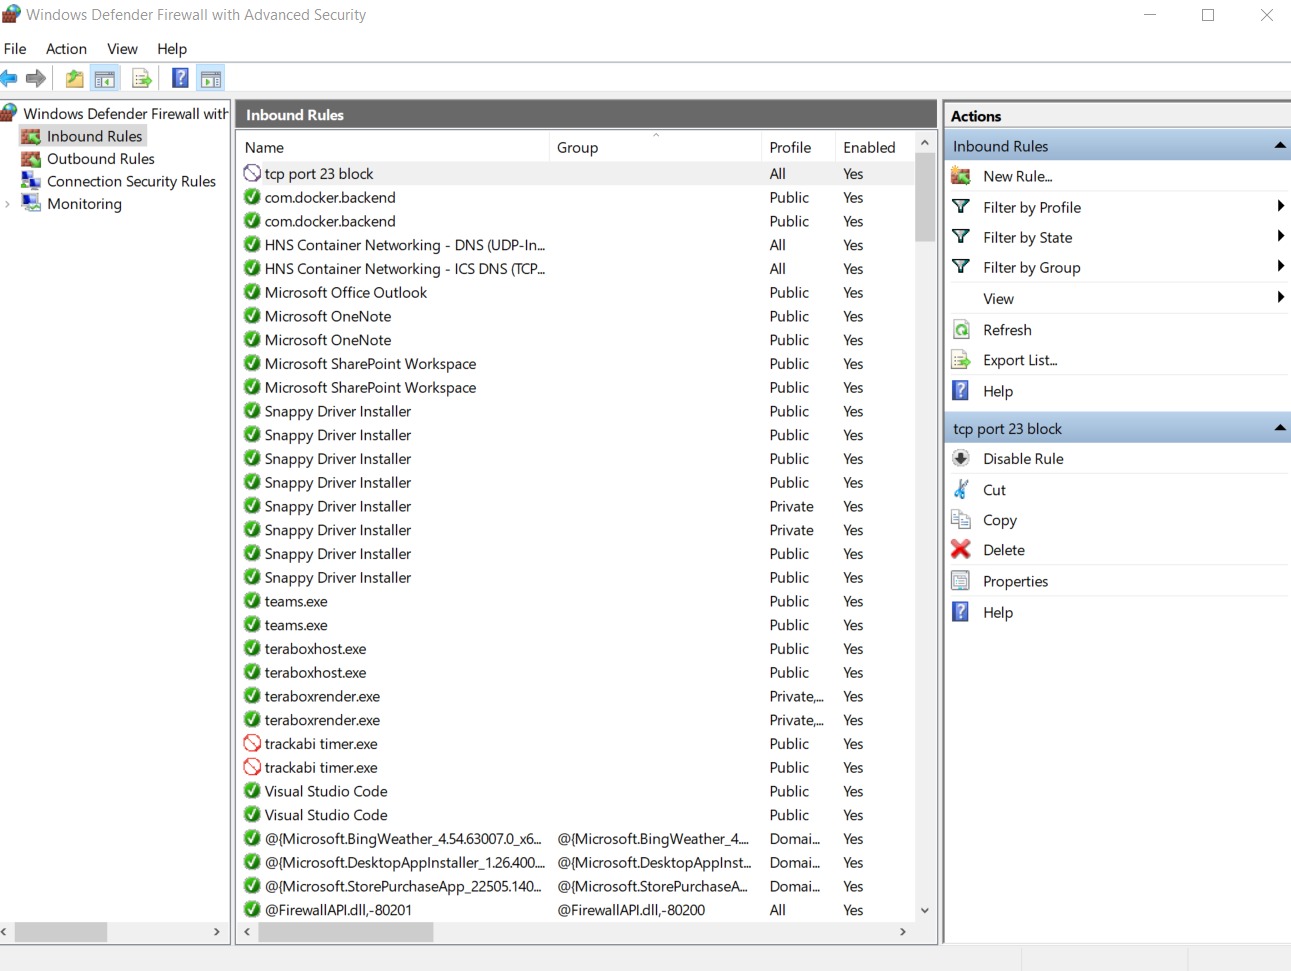 Windows Defender Firewall with Advanced Security
File Action View Help
Windows Defender Firewall with
Inbound Rules
Outbound Rules
Connection Security Rules
Monitoring
Inbound Rules
Name Group Profile Enabled
tcp port 23 block All Yes
com.docker.backend Public Yes
com.docker.backend Public Yes
HNS Container Networking - DNS (UDP-In... All Yes
HNS Container Networking - ICS DNS (TCP... All Yes
Microsoft Office Outlook Public Yes
Microsoft OneNote Public Yes
Microsoft OneNote Public Yes
Microsoft SharePoint Workspace Public Yes
Microsoft SharePoint Workspace Public Yes
Snappy Driver Installer Public Yes
Snappy Driver Installer Public Yes
Snappy Driver Installer Public Yes
Snappy Driver Installer Public Yes
Snappy Driver Installer Private Yes
Snappy Driver Installer Private Yes
Snappy Driver Installer Public Yes
Snappy Driver Installer Public Yes
teams.exe Public Yes
teams.exe Public Yes
teraboxhost.exe Public Yes
teraboxhost.exe Public Yes
teraboxrender.exe Private,... Yes
teraboxrender.exe Private,... Yes
trackabi timer.exe Public Yes
trackabi timer.exe Public Yes
Visual Studio Code Public Yes
Visual Studio Code Public Yes
@{Microsoft.BingWeather_4.54.63007.0_x6... @{Microsoft.BingWeather_4.... Domai... Yes
@{Microsoft.DesktopAppInstaller_1.26.400.... @{Microsoft.DesktopAppInst... Domai... Yes
@{Microsoft.StorePurchaseApp_22505.140... @{Microsoft.StorePurchaseA... Domai... Yes
@FirewallAPI.dll,-80201 @FirewallAPI.dll,-80200 All Yes
Actions
Inbound Rules
New Rule...
Filter by Profile
Filter by State
Filter by Group
View
Refresh
Export List...
Help
tcp port 23 block
Disable Rule
Cut
Copy
Delete
Properties
Help